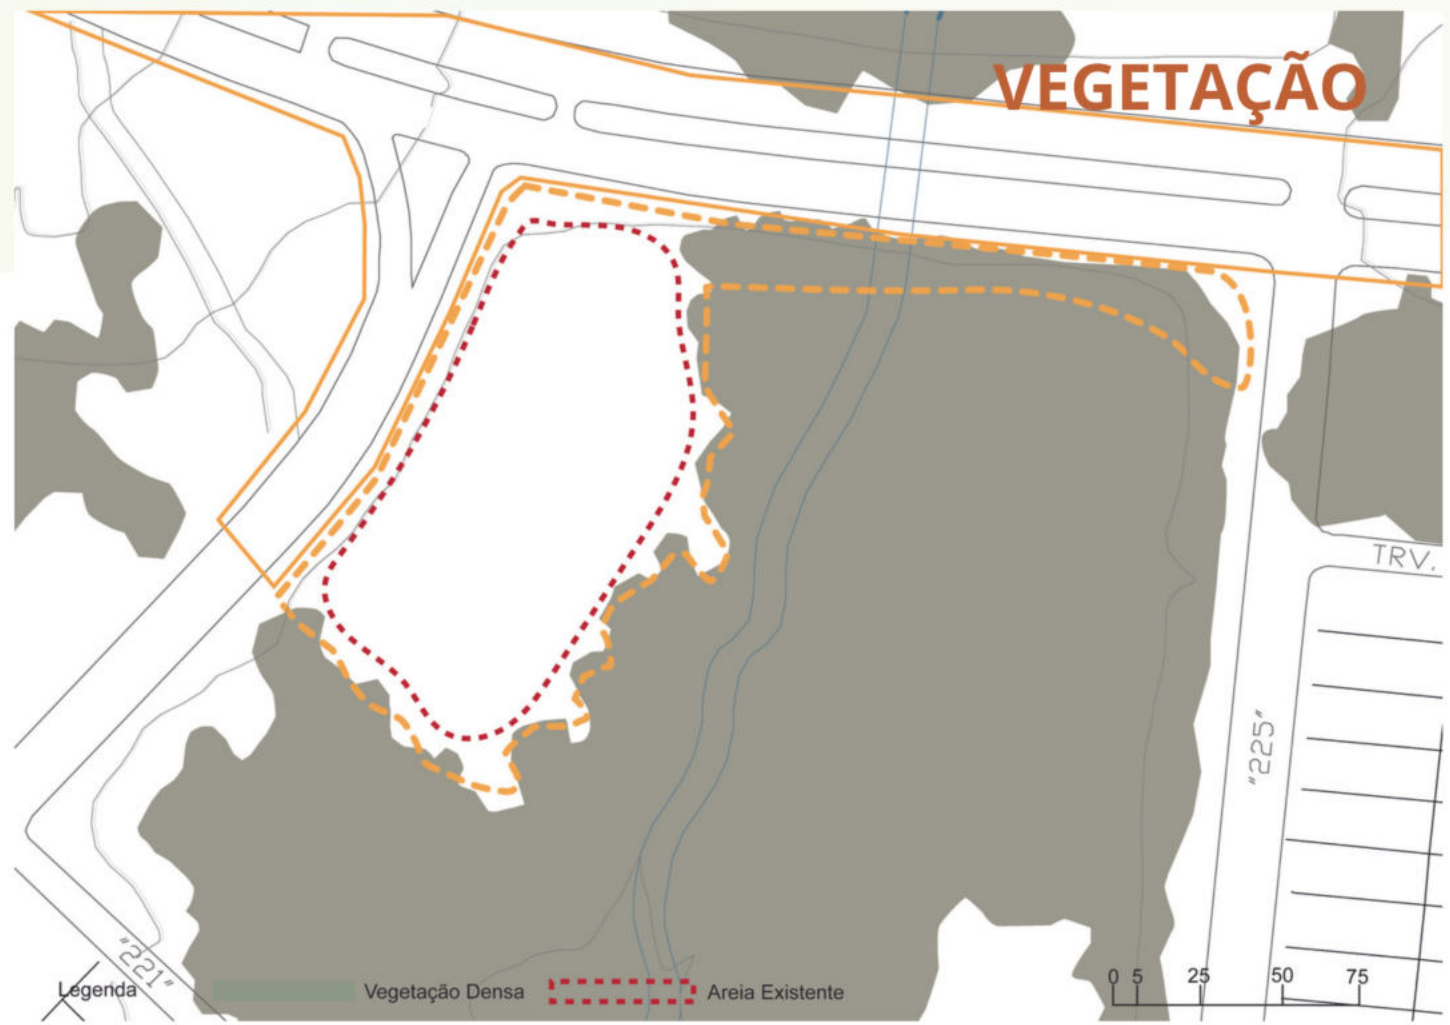 VEGETAÇÃO
TRV.
"225"
"221"
Legenda
Vegetação Densa
Areia Existente
0 5 25 50 75